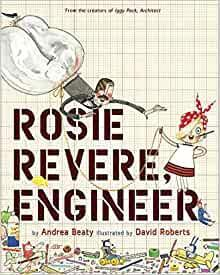 From the creators of Iggy Peck, Architect
ROSIE
REVERE,
ENGINEER
by Andrea Beaty illustrated by David Roberts